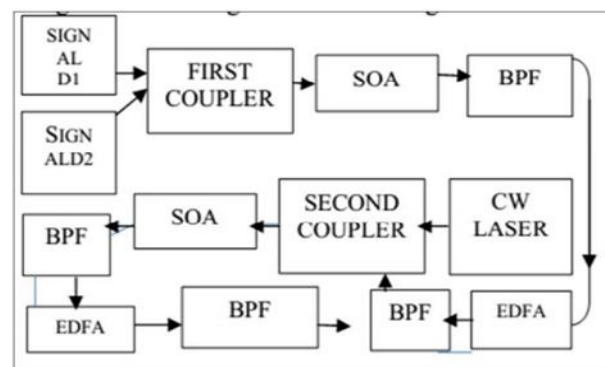 SIGN
AL
D1
FIRST
COUPLER
SOA
BPF
SIGN
ALD2
BPF
SOA
SECOND
COUPLER
CW
LASER
EDFA
BPF
BPF
EDFA